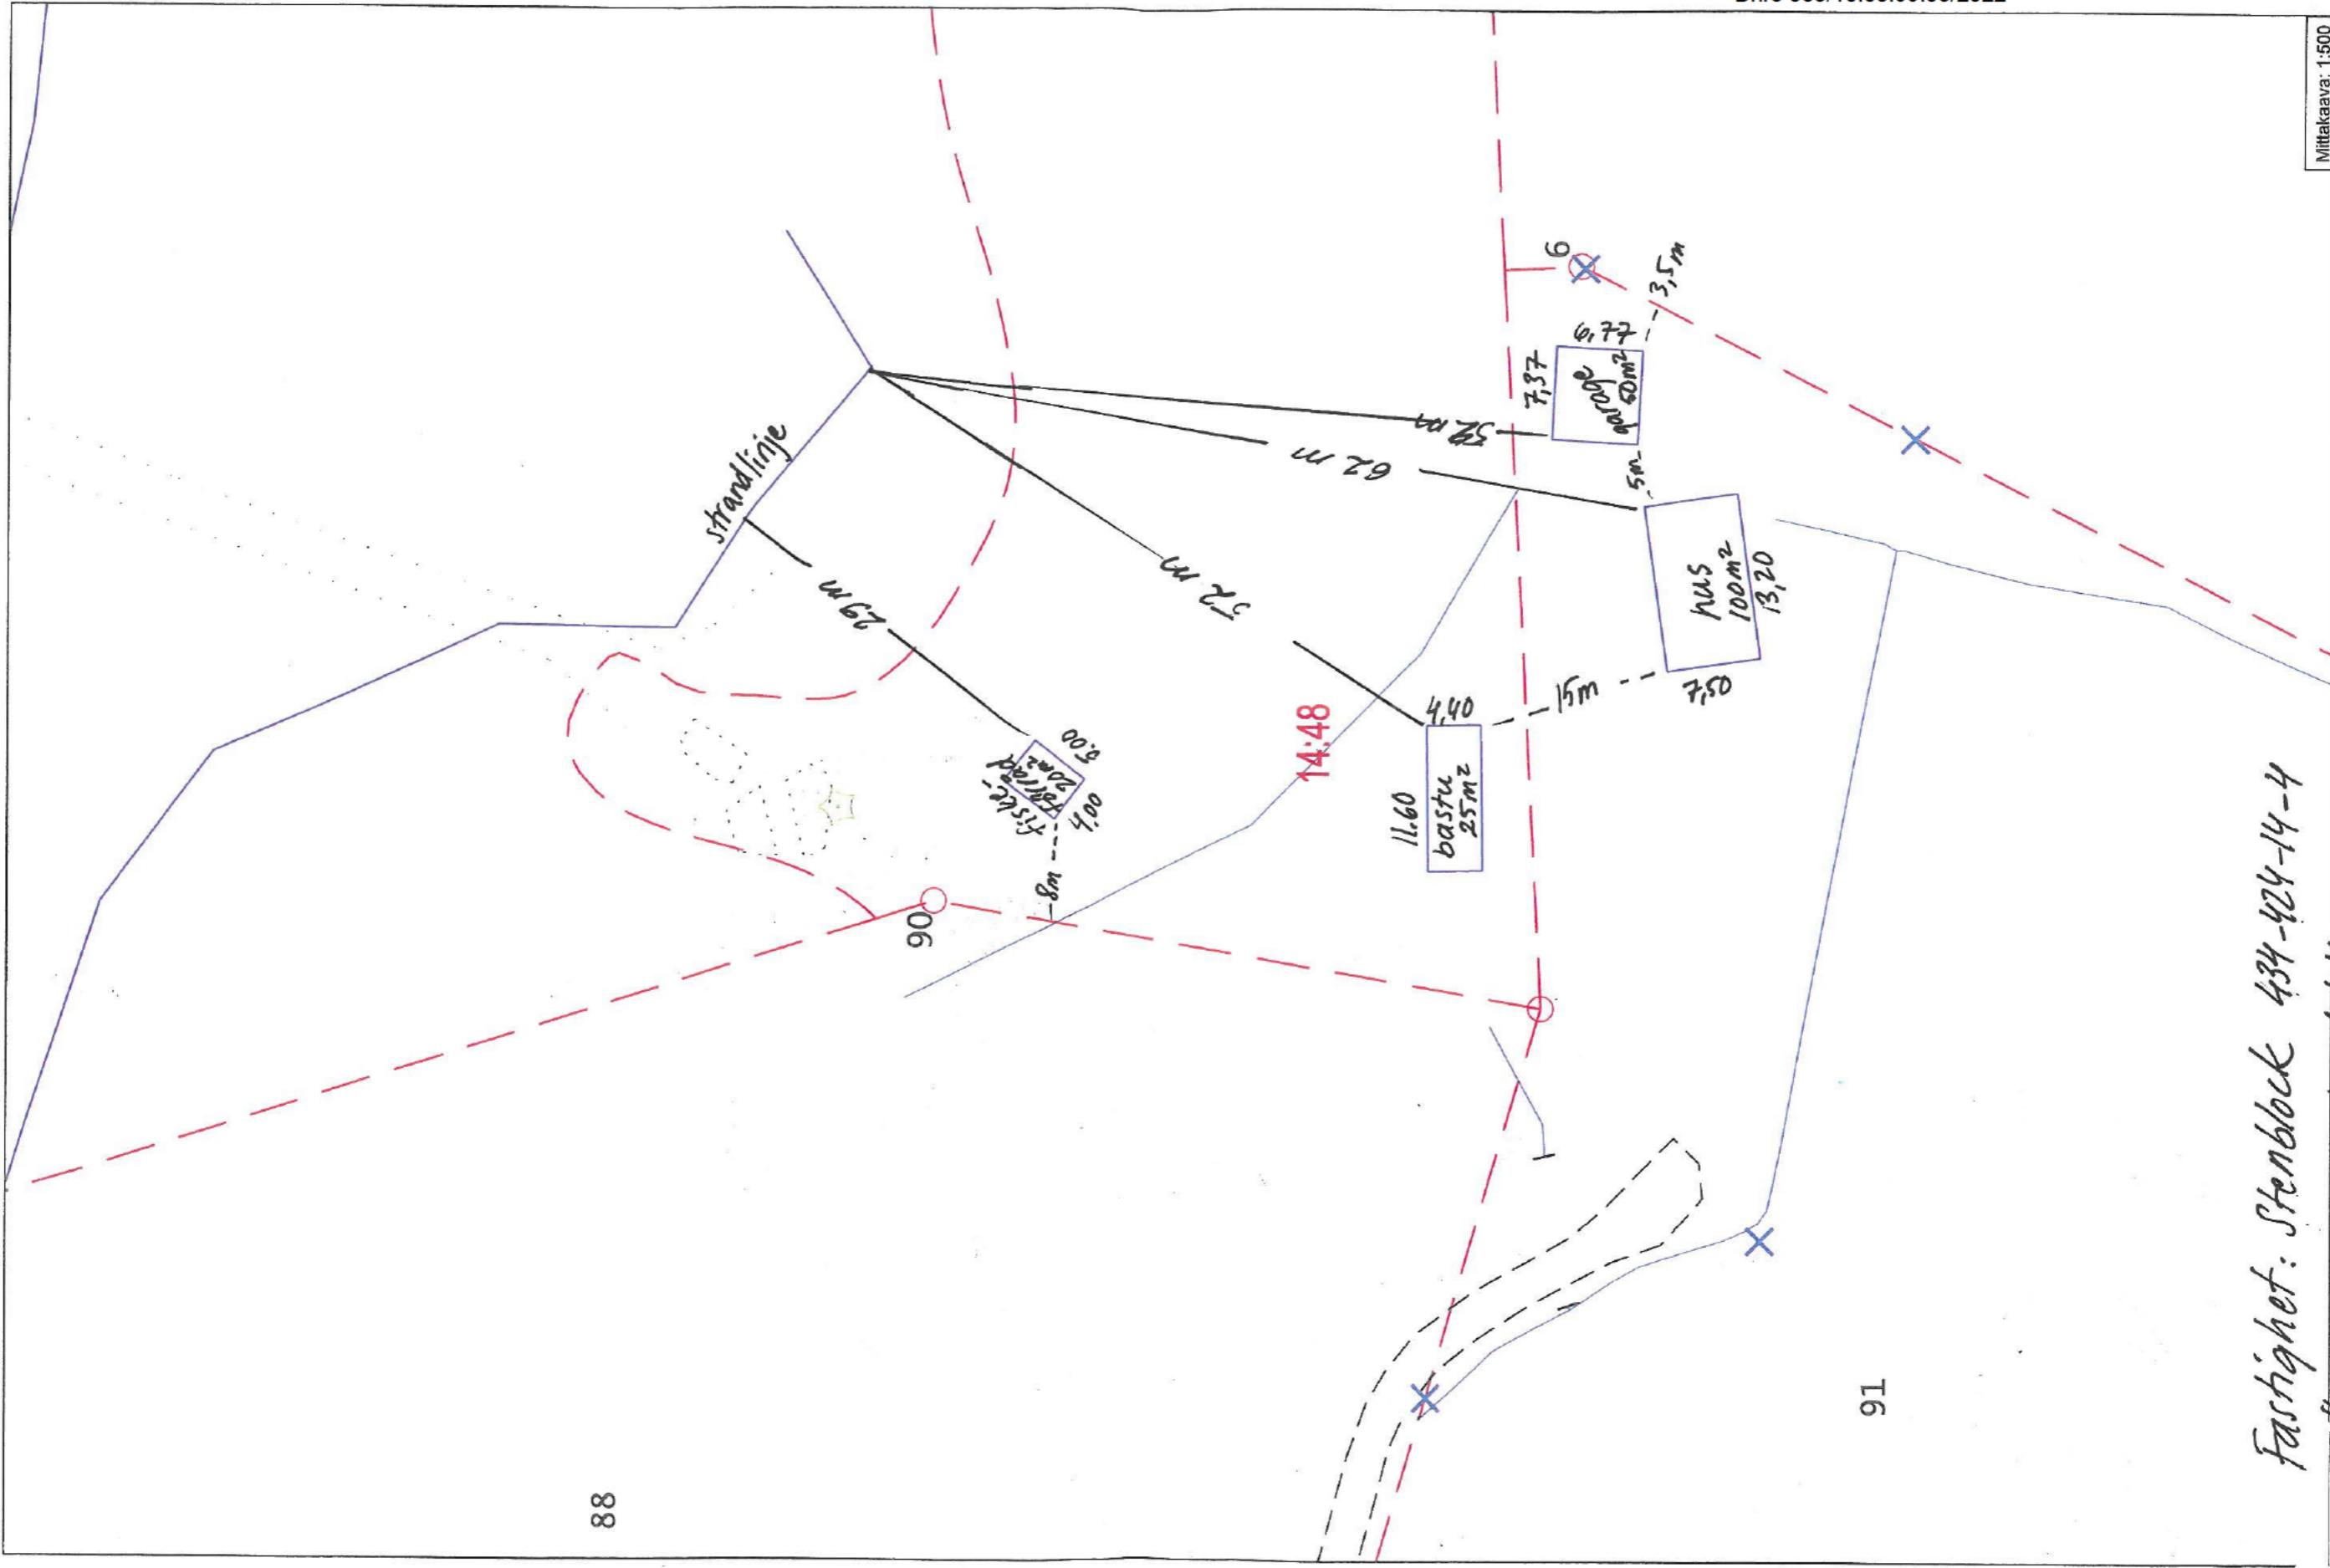 strandlinje
29 m
52 m
62 m
fiske-
förråd
20m2
5.00
4,00
8m
90
88
14:48
4,40
11.60
bastu
25m2
15m
hus
100m2
13,20
7,50
5m
7,37
6,77
garage
50m2
3,5m
6
91
Mittakaava: 1:500
Fastighet: Stenblock 434-424-14-4